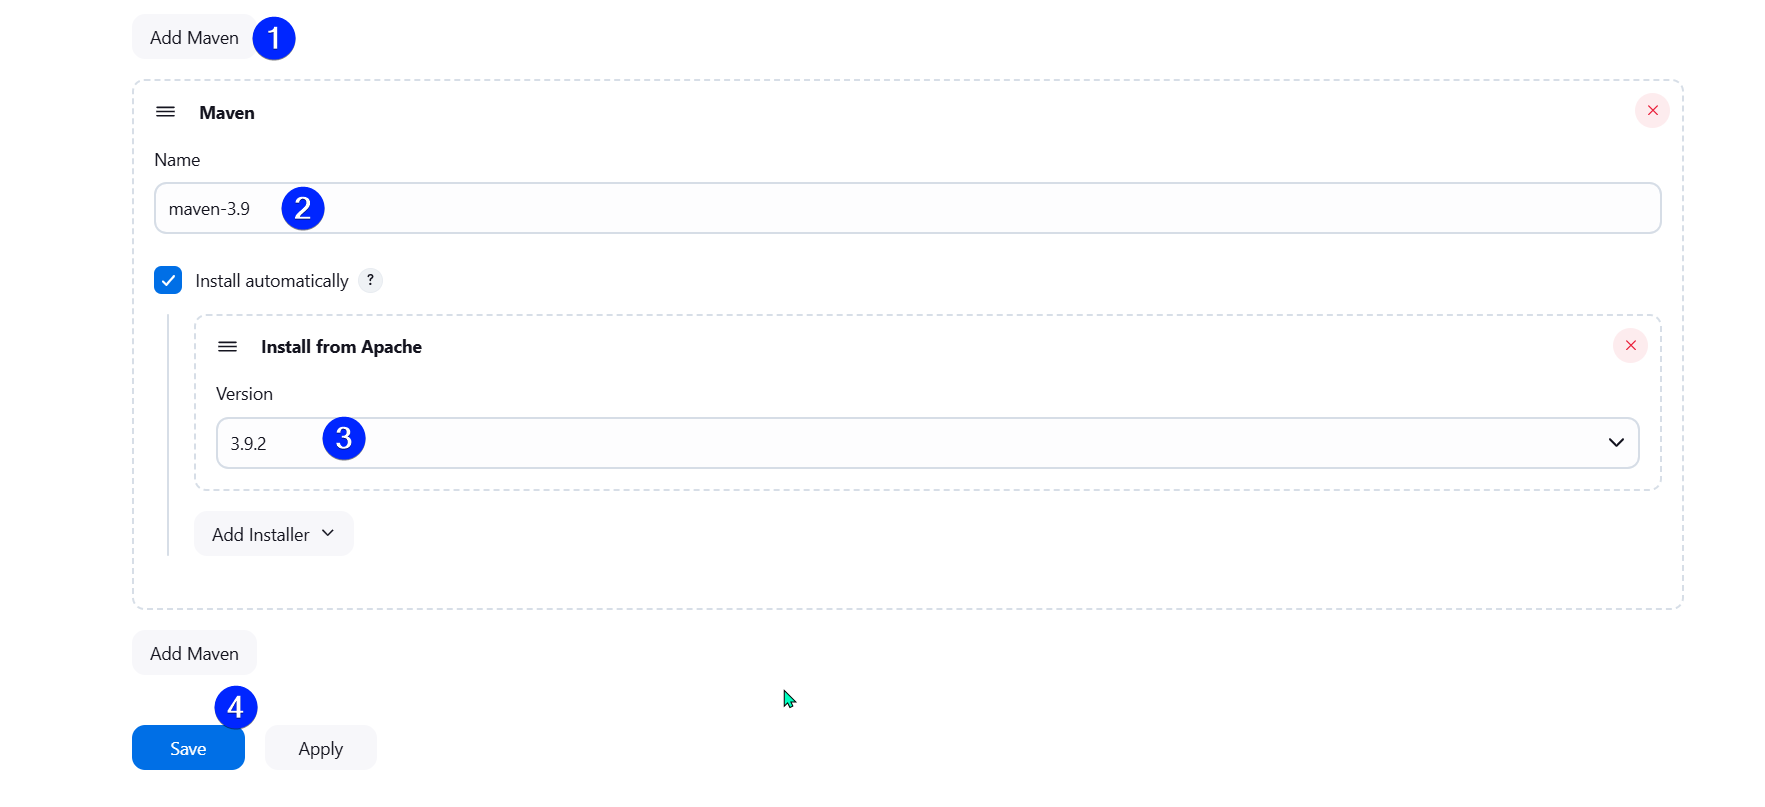 Add Maven 1
Maven
Name
maven-3.9 2
Install automatically ?
Install from Apache
Version
3.9.2 3
Add Installer
Add Maven
4
Save Apply